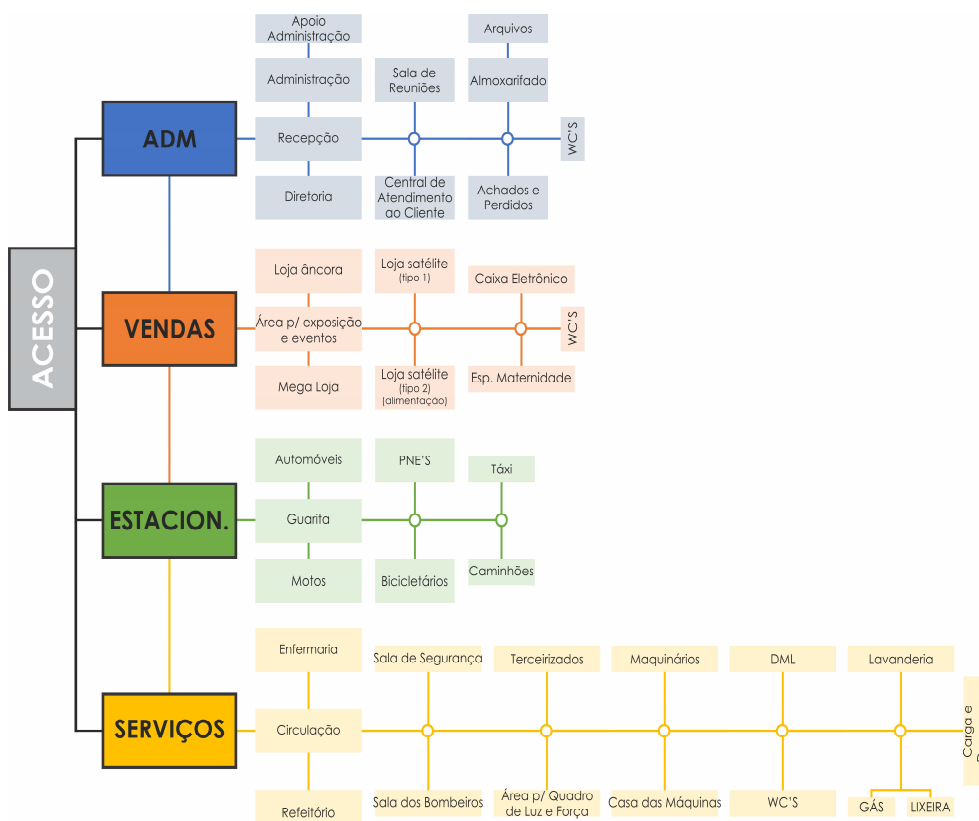 ACESSO
ADM
Apoio
Administração
Administração
Recepção
Diretoria
Sala de
Reuniões
Central de
Atendimento
ao Cliente
Arquivos
Almoxarifado
Achados e
Perdidos
WC'S
VENDAS
Loja âncora
Área p/ exposição
e eventos
Mega Loja
Loja satélite
(tipo 1)
Loja satélite
(tipo 2)
(alimentação)
Caixa Eletrônico
Esp. Maternidade
WC'S
ESTACION.
Automóveis
Guarita
Motos
PNE'S
Bicicletários
Táxi
Caminhões
SERVIÇOS
Enfermaria
Circulação
Refeitório
Sala de Segurança
Sala dos Bombeiros
Terceirizados
Área p/ Quadro
de Luz e Força
Maquinários
Casa das Máquinas
DML
WC'S
Lavanderia
GÁS
LIXEIRA
Carga e